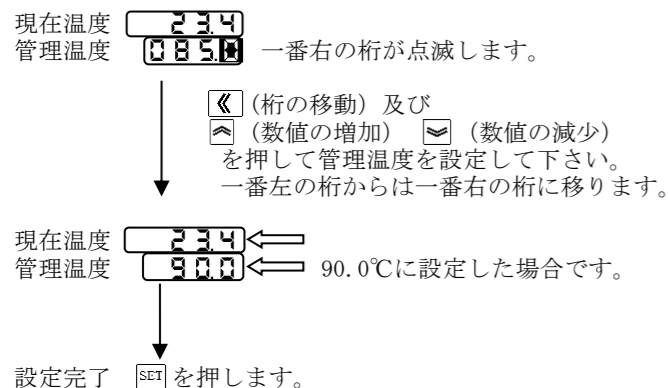 現在温度 23.4
管理温度 085.0 一番右の桁が点滅します。
《 (桁の移動) 及び
︽ (数値の増加) ︾ (数値の減少)
を押して管理温度を設定して下さい。
一番左の桁からは一番右の桁に移ります。
現在温度 23.4
管理温度 90.0 90.0℃に設定した場合です。
設定完了 SET を押します。